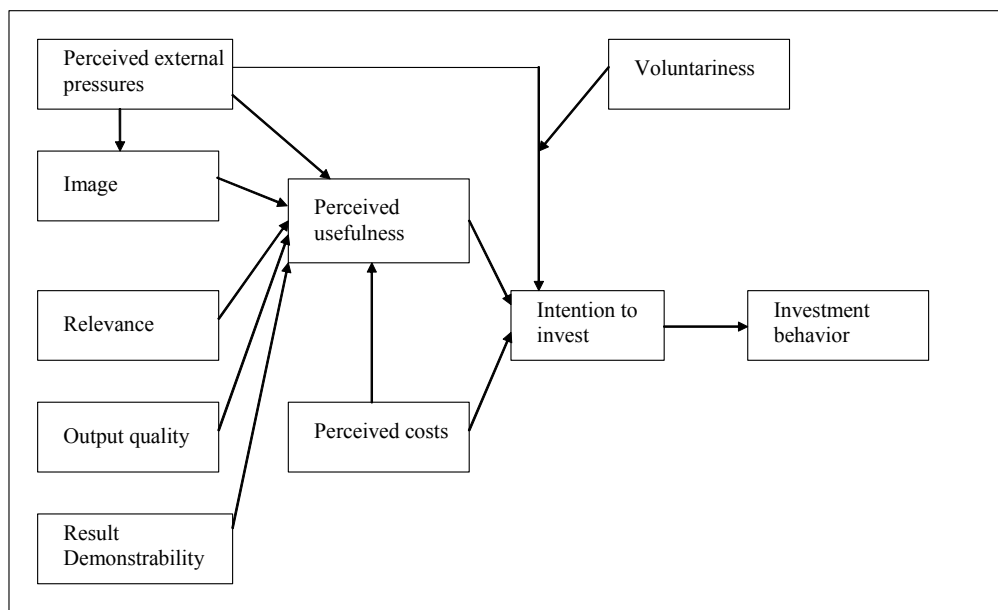 Perceived external
pressures
Voluntariness
Image
Perceived
usefulness
Relevance
Intention to
invest
Investment
behavior
Output quality
Perceived costs
Result
Demonstrability